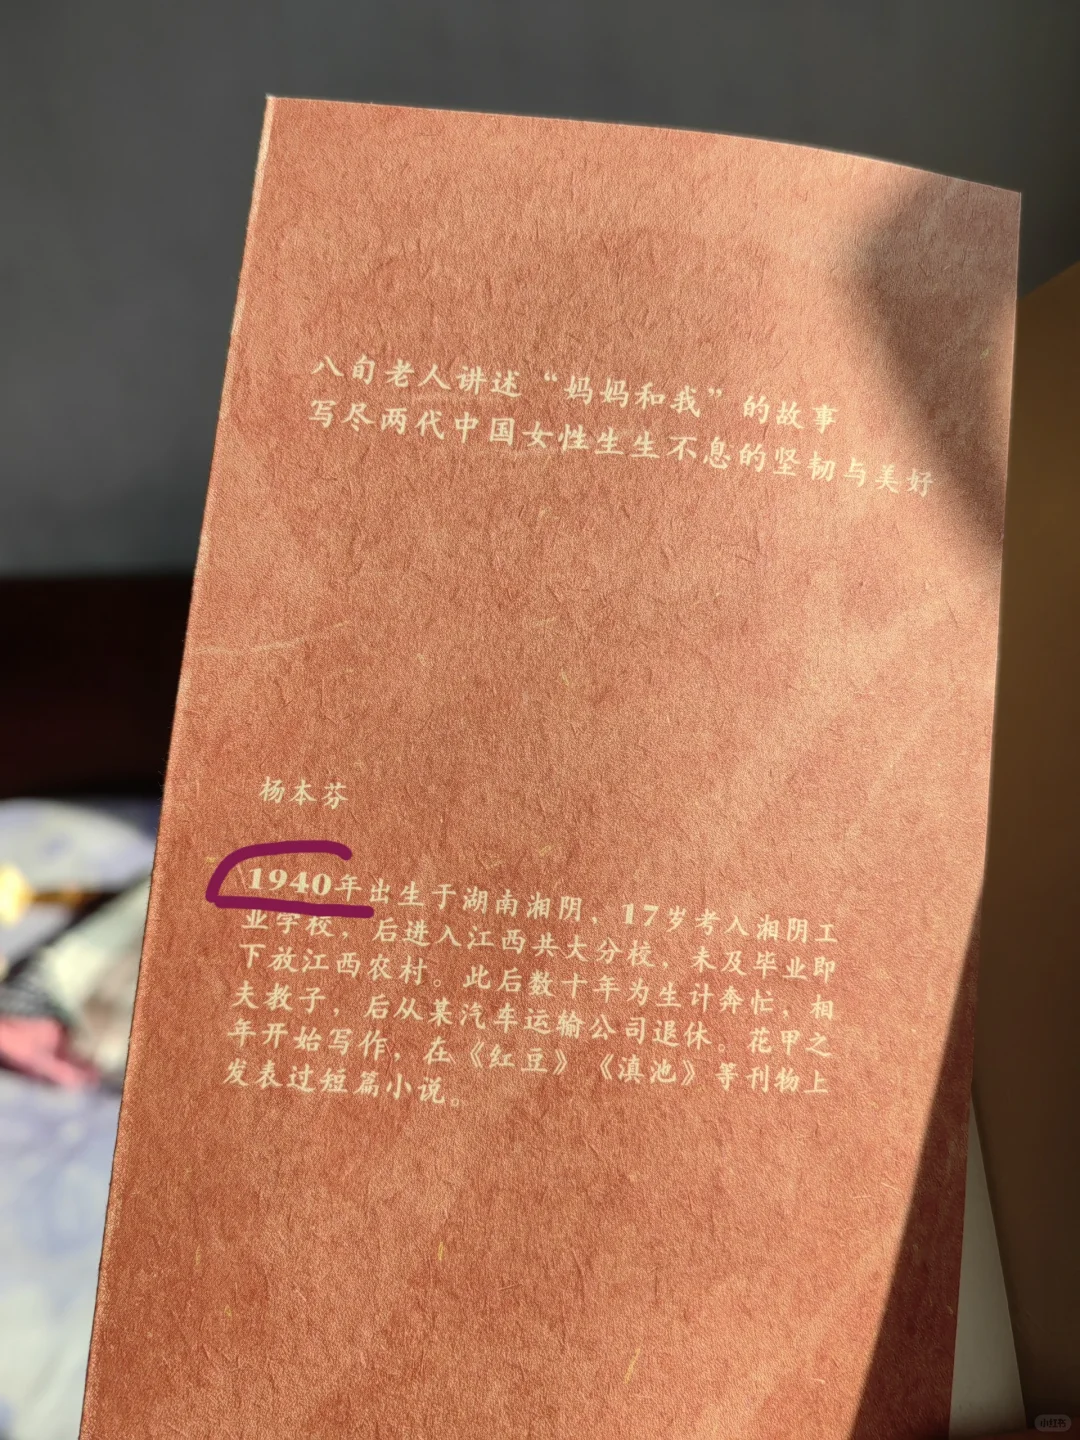 八旬老人讲述“妈妈和我”的故事
写尽两代中国女性生生不息的坚韧与美好
杨本芬
1940年出生于湖南湘阴，17岁考入湘阴工
业学校，后进入江西共大分校，未及毕业即
下放江西农村。此后数十年为生计奔忙，相
夫教子，后从某汽车运输公司退休。花甲之
年开始写作，在《红豆》《滇池》等刊物上
发表过短篇小说。
小红书